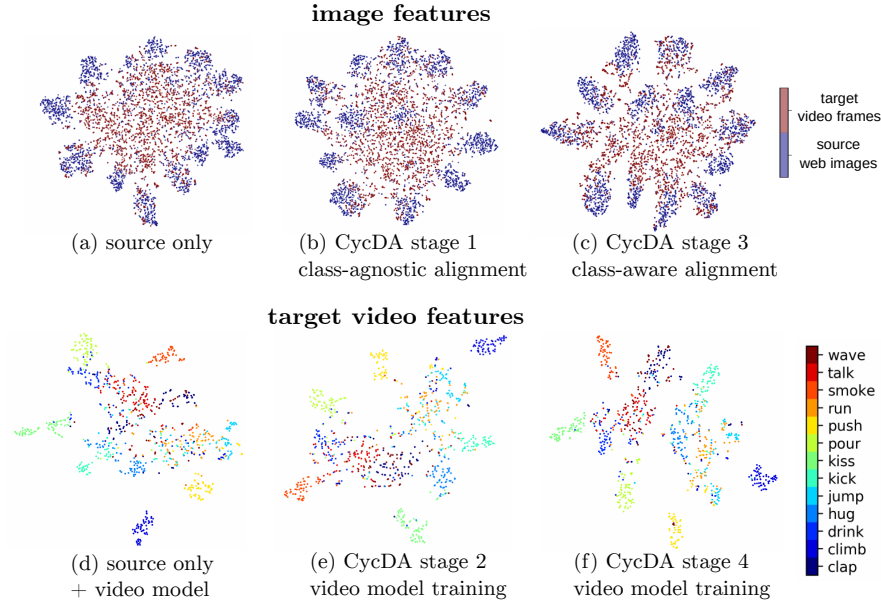 image features
target
video frames
source
web images
(a) source only
(b) CycDA stage 1
class-agnostic alignment
(c) CycDA stage 3
class-aware alignment
target video features
wave
talk
smoke
run
push
pour
kiss
kick
jump
hug
drink
climb
clap
(d) source only
+ video model
(e) CycDA stage 2
video model training
(f) CycDA stage 4
video model training